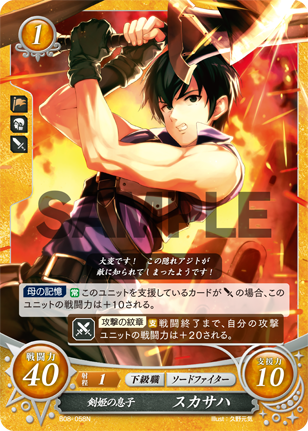 1
SAMPLE
大変です！ この隠れアジトが
敵に知られてしまったようです！
母の記憶 常 このユニットを支援しているカードが の場合、こ
のユニットの戦闘力は＋10される。
攻撃の紋章 支 戦闘終了まで、自分の攻撃
ユニットの戦闘力は＋20される。
戦闘力
40
射程 1 下級職 ソードファイター
支援力
10
剣姫の息子 スカサハ
B08-058N
Illust：久野元気